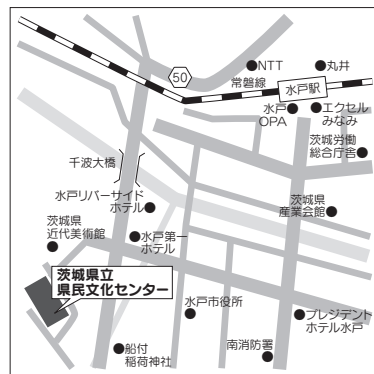 50
NTT
丸井
常磐線
水戸駅
水戸
OPA
エクセル
みなみ
茨城労働
総合庁舎
千波大橋
水戸リバーサイド
ホテル
茨城県
産業会館
茨城県
近代美術館
水戸第一
ホテル
茨城県立
県民文化センター
水戸市役所
プレジデント
ホテル水戸
船付
稲荷神社
南消防署